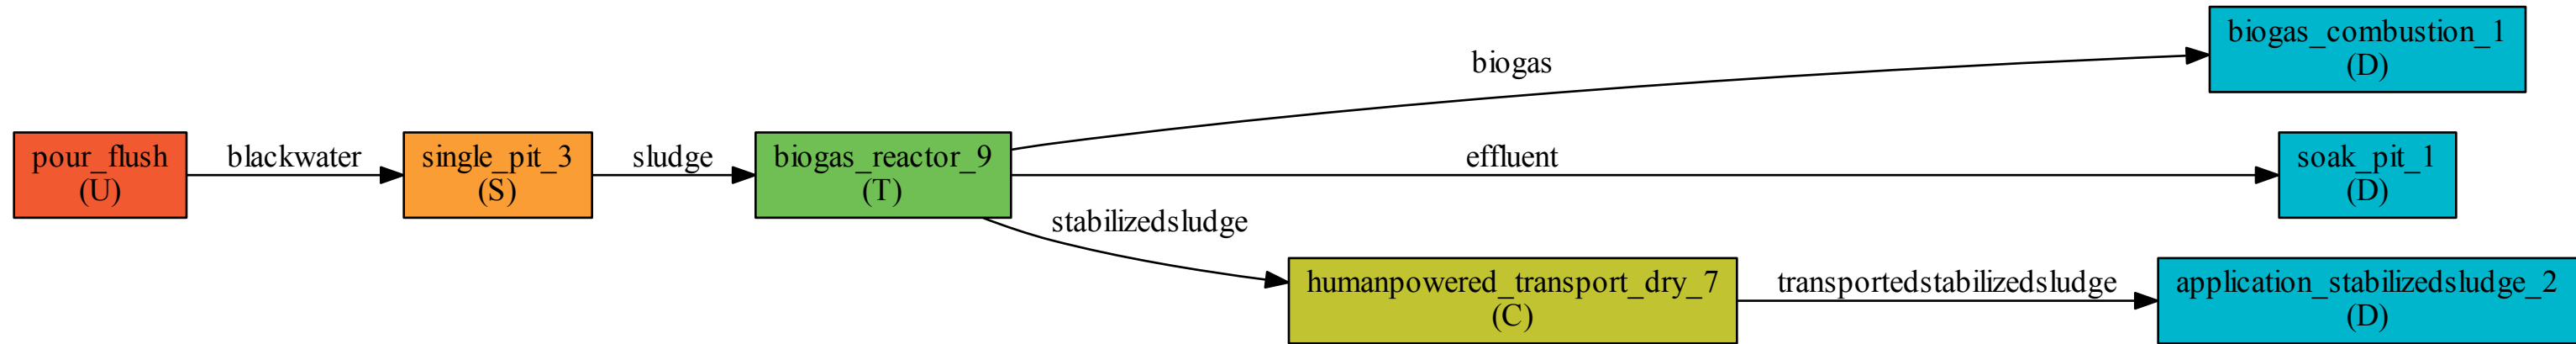 biogas_combustion_1
(D)
biogas
pour_flush
(U)
blackwater
single_pit_3
(S)
sludge
biogas_reactor_9
(T)
effluent
soak_pit_1
(D)
stabilizedsludge
humanpowered_transport_dry_7
(C)
transportedstabilizedsludge
application_stabilizedsludge_2
(D)